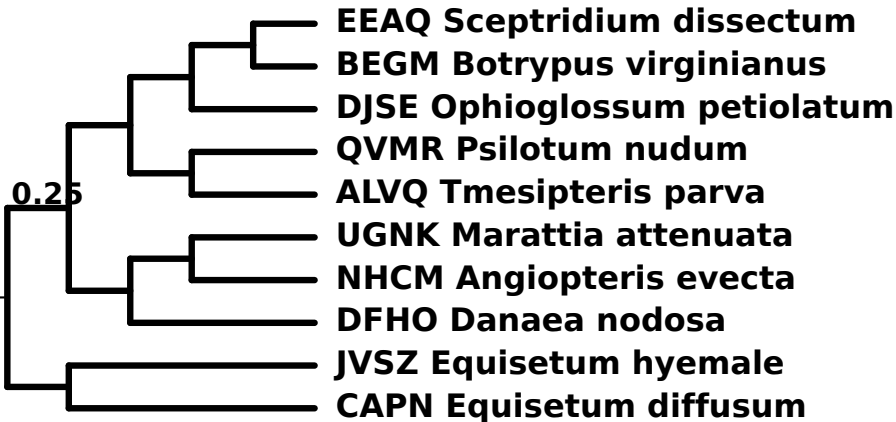 EEAQ Sceptridium dissectum
BEGM Botrypus virginianus
DJSE Ophioglossum petiolatum
QVMR Psilotum nudum
0.25
ALVQ Tmesipteris parva
UGNK Marattia attenuata
NHCM Angiopteris evecta
DFHO Danaea nodosa
JVSZ Equisetum hyemale
CAPN Equisetum diffusum